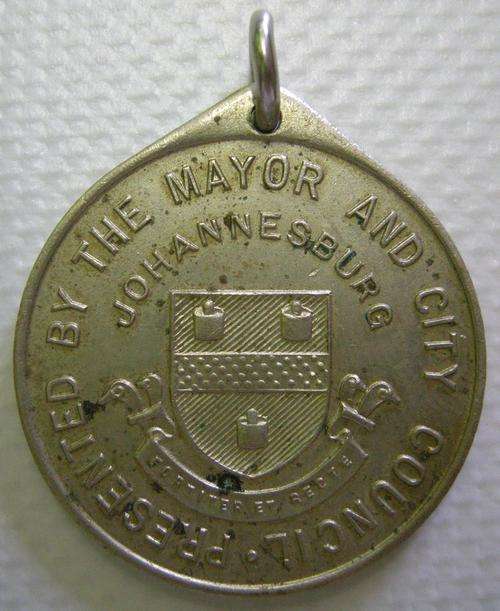 PRESENTED BY THE MAYOR AND CITY COUNCIL
JOHANNESBURG
FORTITER ET RECTE